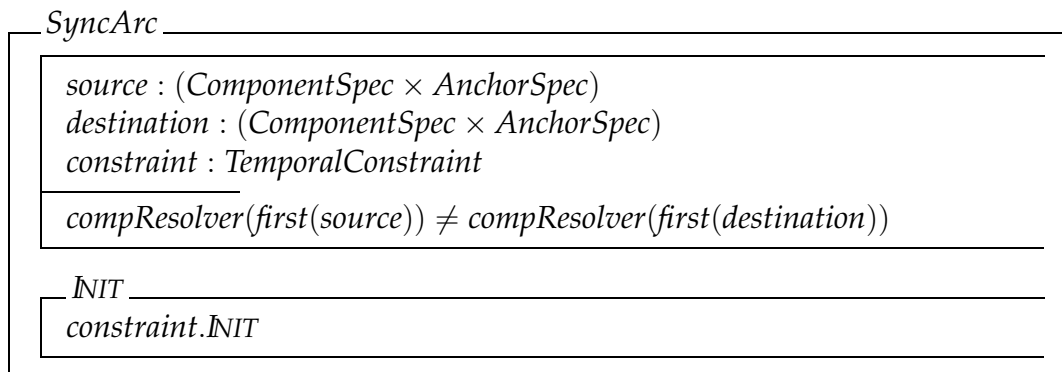 SyncArc
source : (ComponentSpec × AnchorSpec)
destination : (ComponentSpec × AnchorSpec)
constraint : TemporalConstraint
compResolver(first(source)) ≠ compResolver(first(destination))
INIT
constraint.INIT